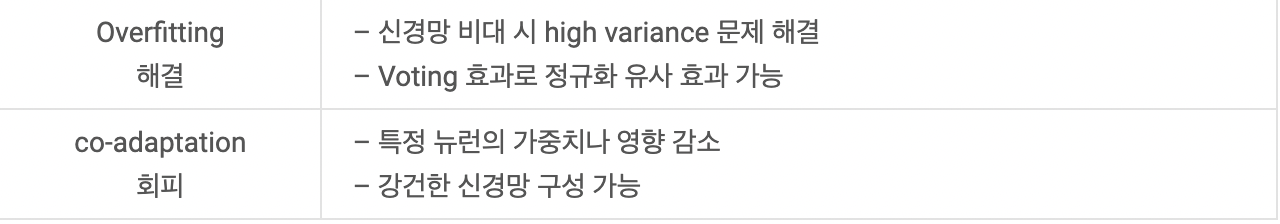 Overfitting
해결
– 신경망 비대 시 high variance 문제 해결
– Voting 효과로 정규화 유사 효과 가능
co-adaptation
회피
– 특정 뉴런의 가중치나 영향 감소
– 강건한 신경망 구성 가능